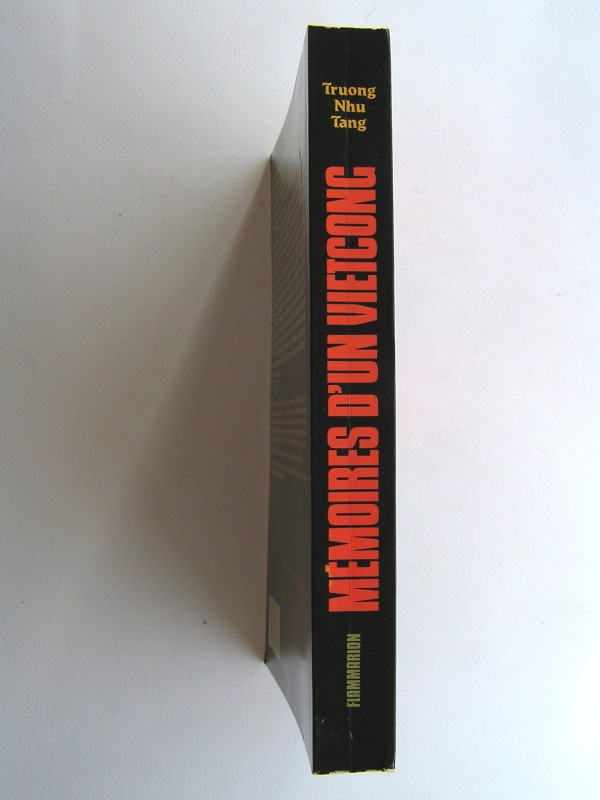 Truong
Nhu
Tang
MÉMOIRES D'UN VIETCONG
FLAMMARION